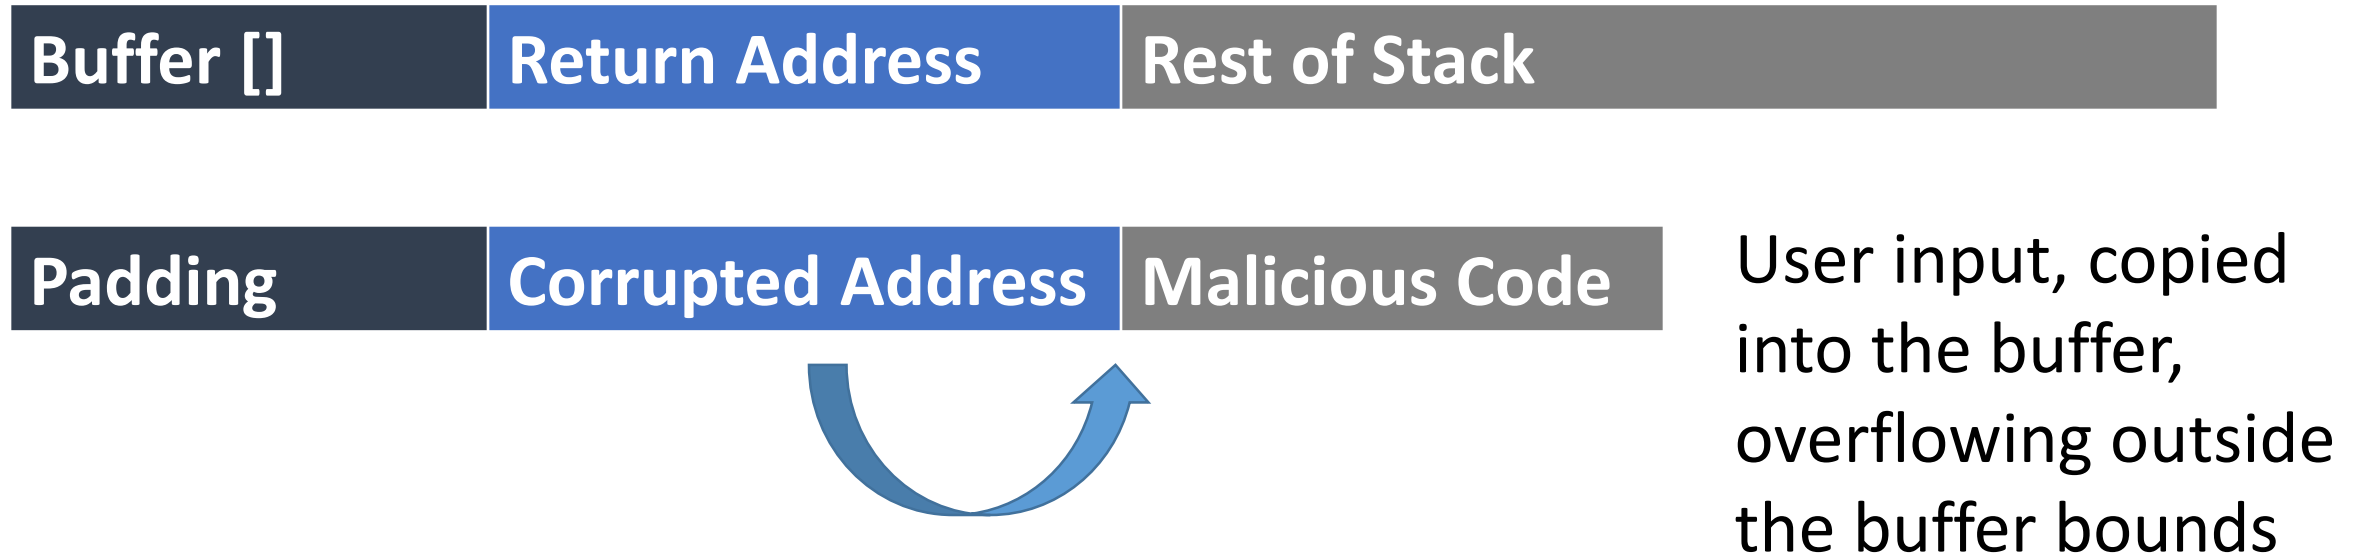 Buffer [] Return Address Rest of Stack
Padding Corrupted Address Malicious Code
User input, copied
into the buffer,
overflowing outside
the buffer bounds